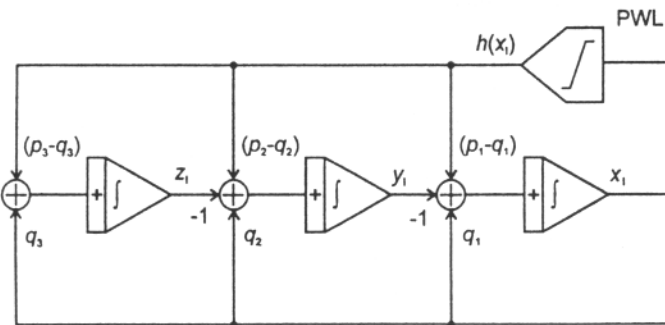 PWL
h(x₁)
(p₃-q₃)
(p₂-q₂)
(p₁-q₁)
+
∫
z₁
+
∫
y₁
+
∫
x₁
-1
-1
q₃
q₂
q₁